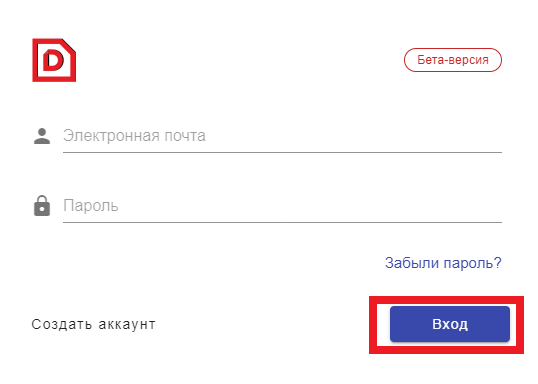 D
Бета-версия
Электронная почта
Пароль
Забыли пароль?
Создать аккаунт
Вход